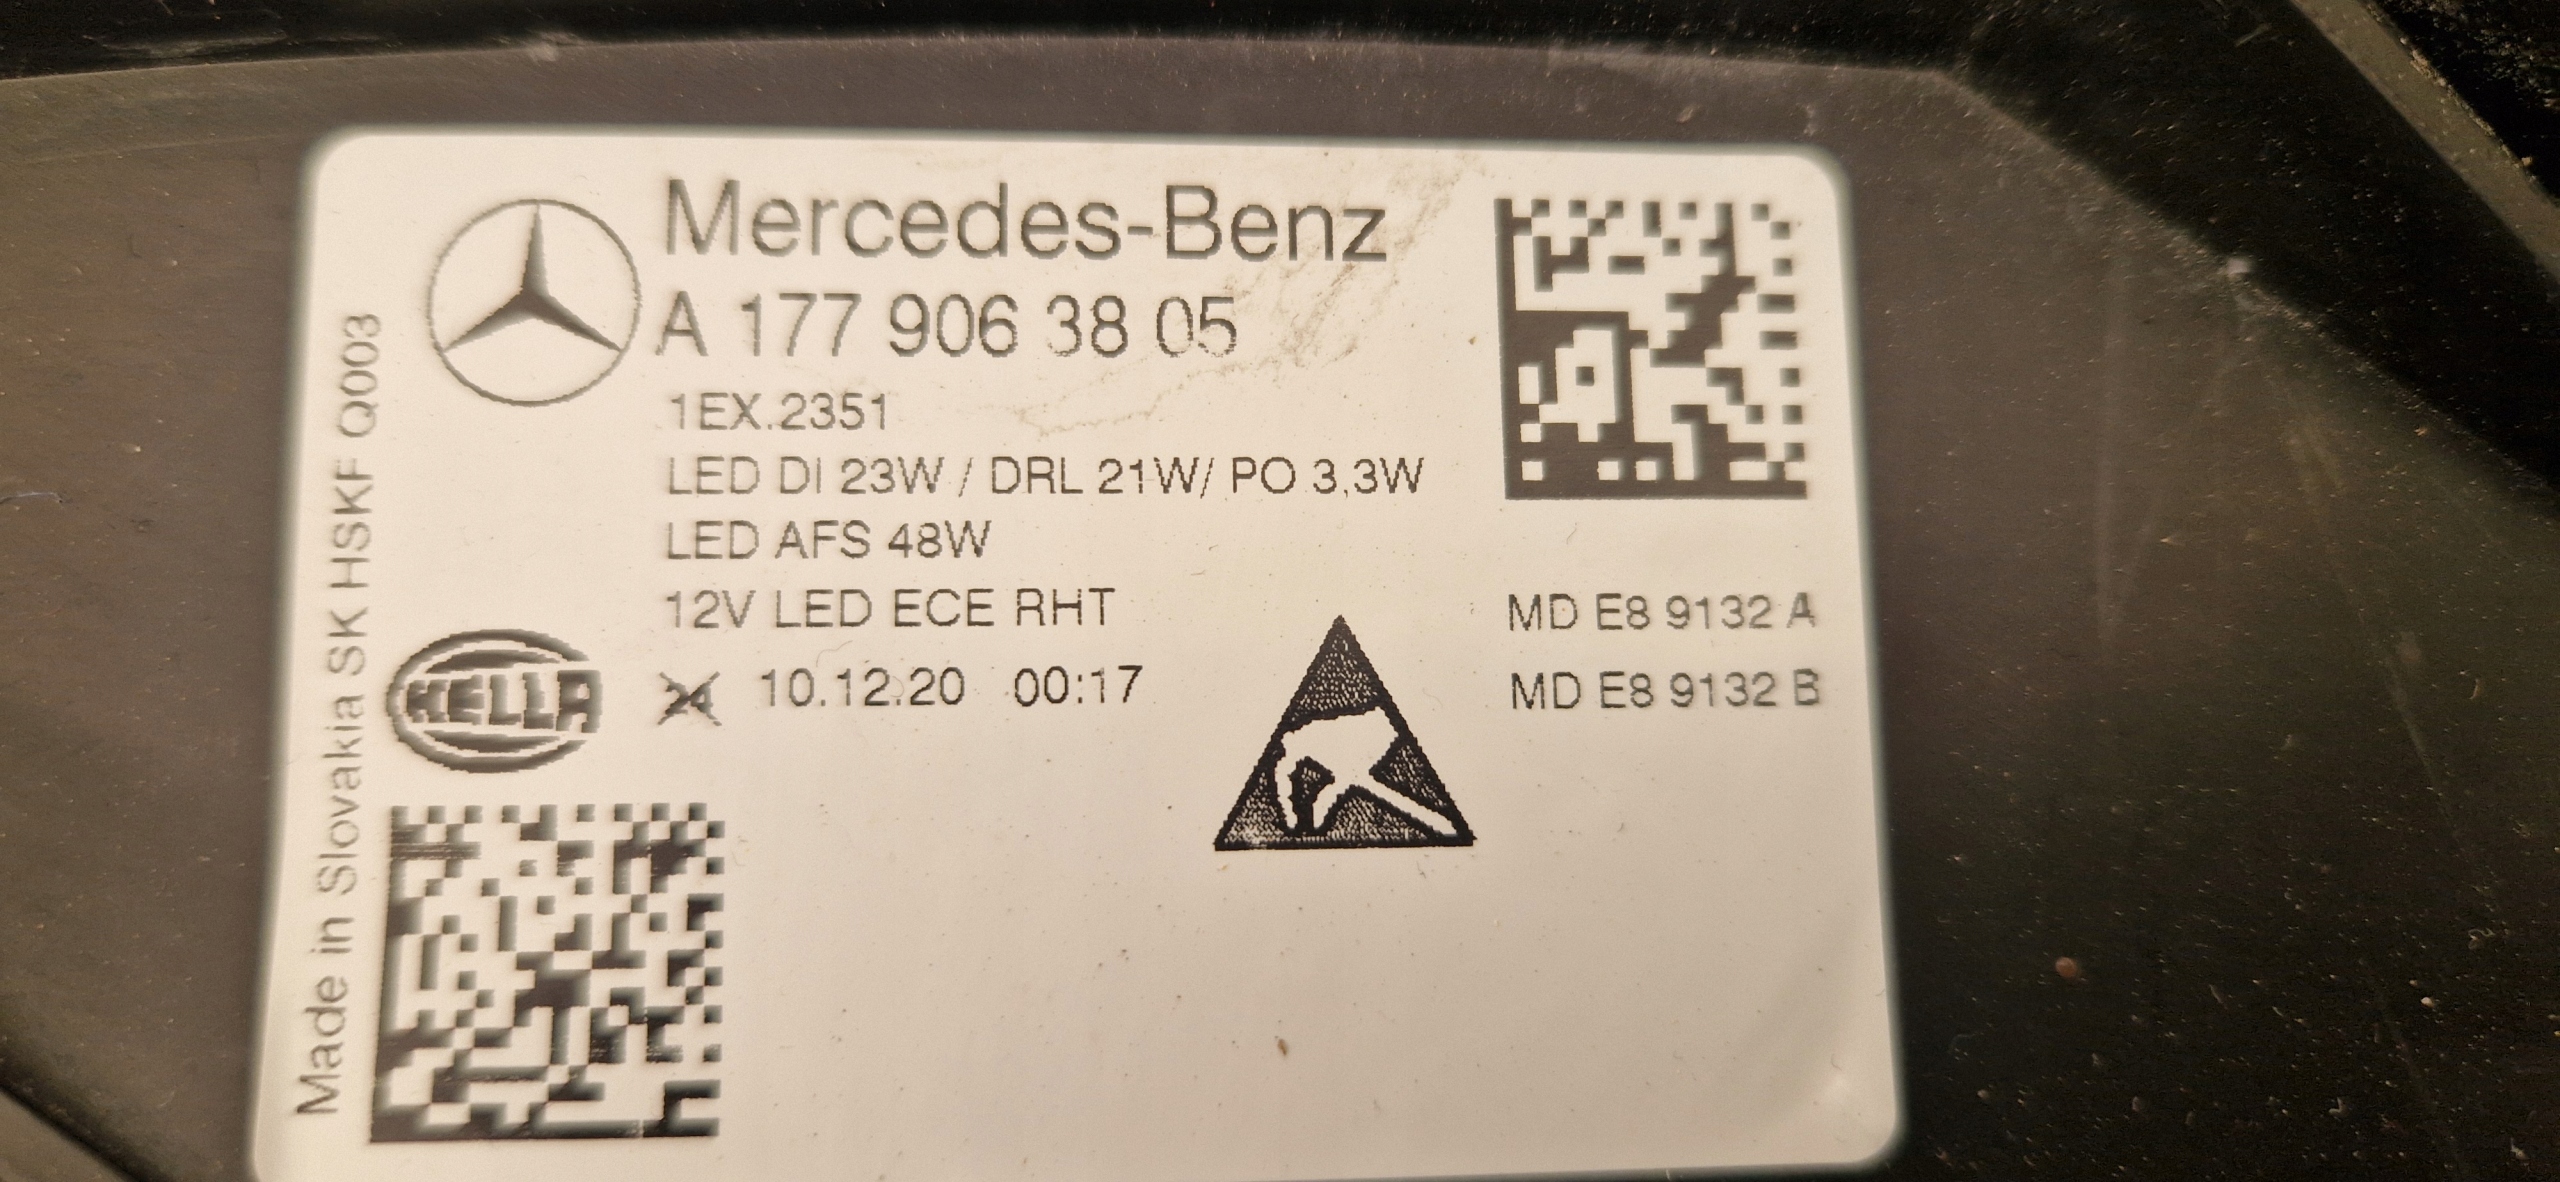 Mercedes-Benz
A 177 906 38 05
1EX.2351
LED DI 23W / DRL 21W/ PO 3,3W
LED AFS 48W
12V LED ECE RHT
24 10.12.20 00:17
MD E8 9132 A
MD E8 9132 B
HELLA
Made in Slovakia SK HSKF Q003